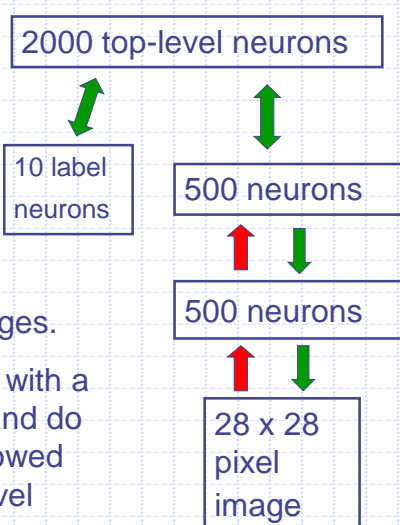 2000 top-level neurons
10 label
neurons
500 neurons
500 neurons
ges.
with a
nd do
owed
vel
28 x 28
pixel
image